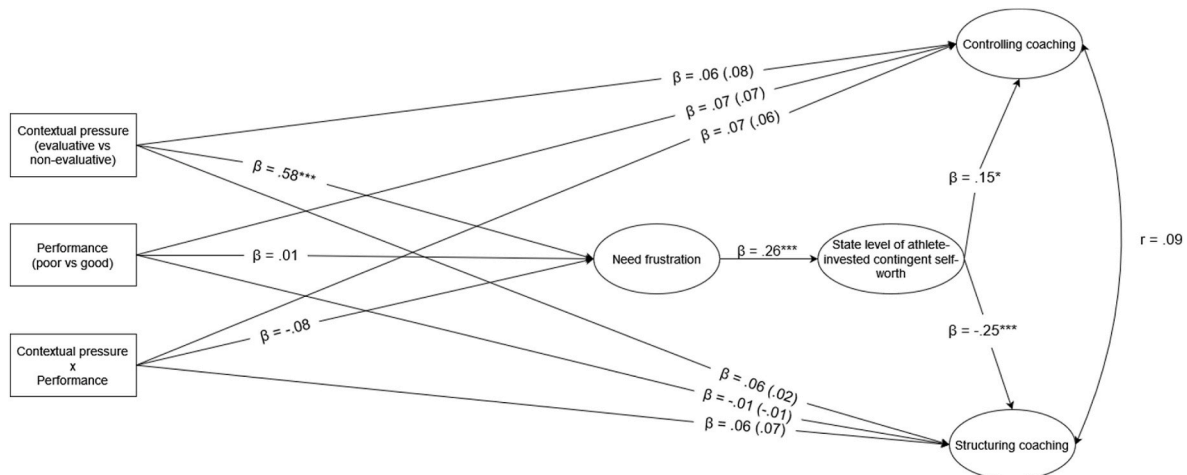 Controlling coaching
β = .06 (.08)
β = .07 (.07)
β = .07 (.06)
Contextual pressure
(evaluative vs
non-evaluative)
β = .58***
β = .15*
Performance
(poor vs good)
β = .01
Need frustration
β = .26***
State level of athlete-
invested contingent self-
worth
r = .09
β = -.08
β = -.25***
Contextual pressure
x
Performance
β = .06 (.02)
β = -.01 (-.01)
β = .06 (.07)
Structuring coaching